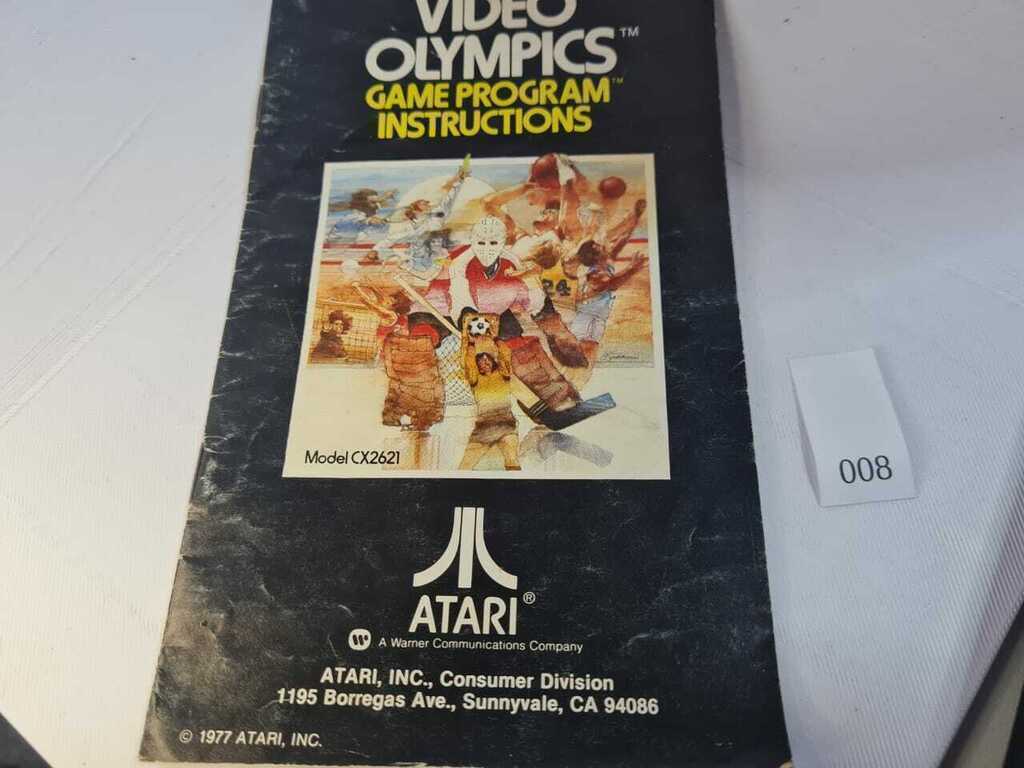 VIDEO
OLYMPICS™
GAME PROGRAM™
INSTRUCTIONS
24
Model CX2621
008
ATARI®
A Warner Communications Company
ATARI, INC., Consumer Division
1195 Borregas Ave., Sunnyvale, CA 94086
© 1977 ATARI, INC.